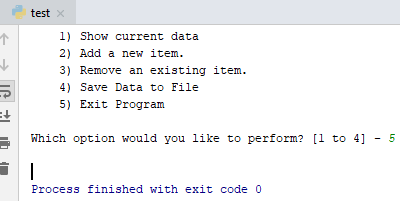 test
1) Show current data
2) Add a new item.
3) Remove an existing item.
4) Save Data to File
5) Exit Program
Which option would you like to perform? [1 to 4] - 5
Process finished with exit code 0